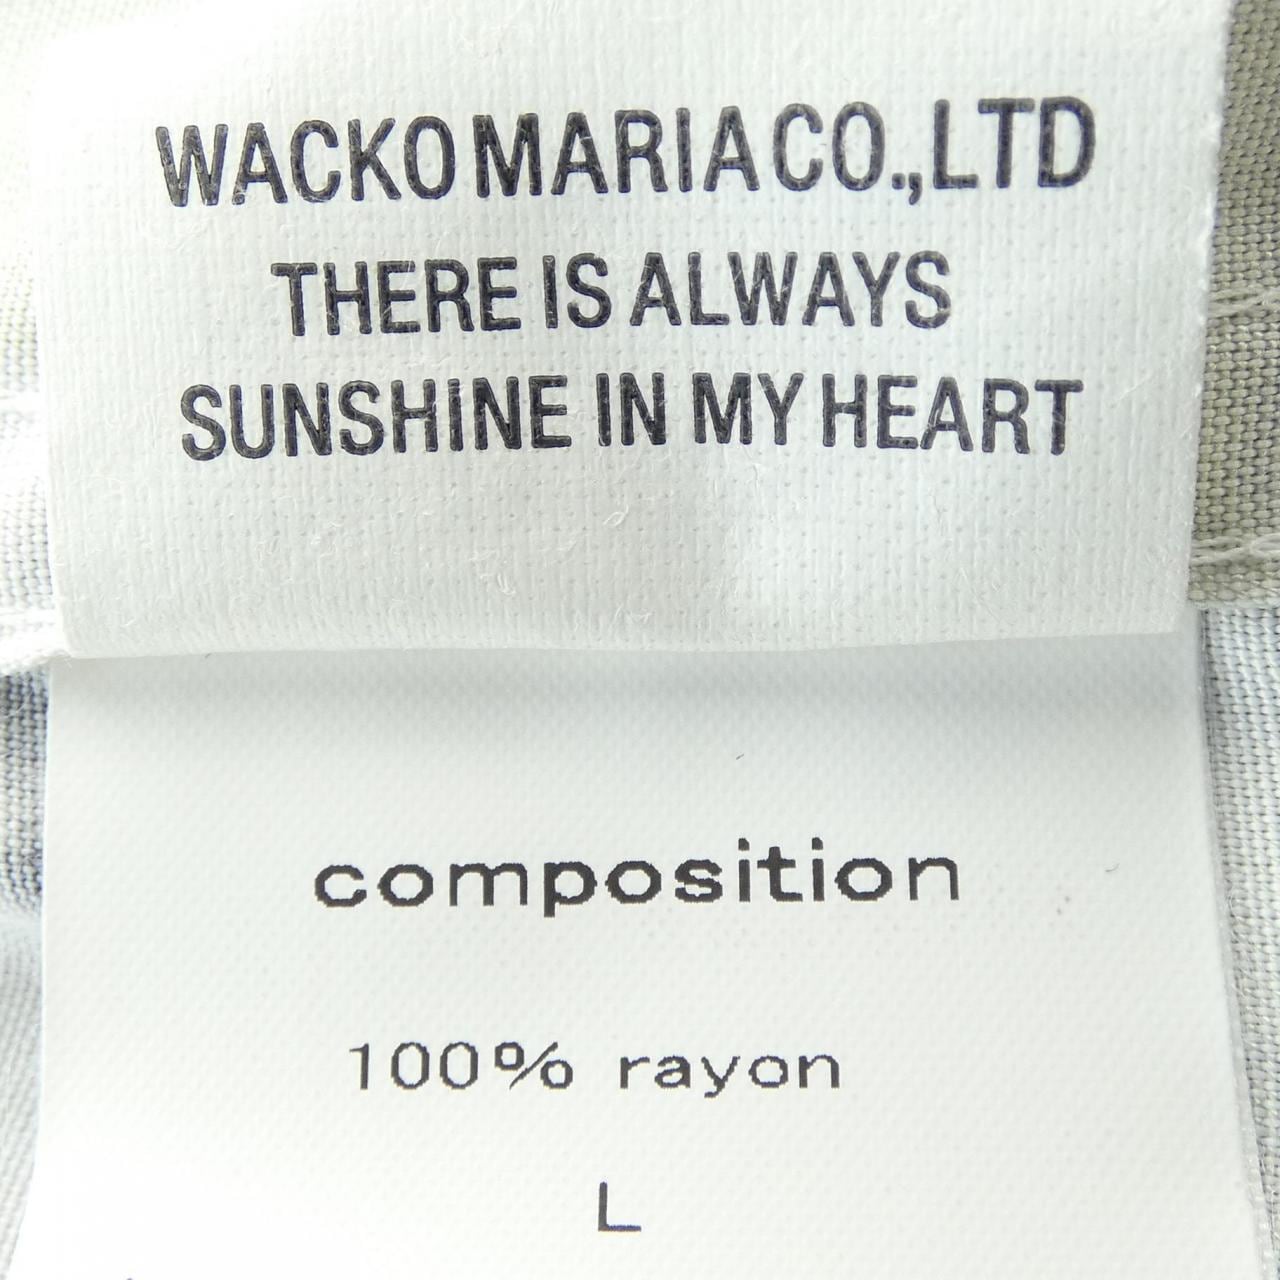 WACKO MARIA CO.,LTD
THERE IS ALWAYS
SUNSHINE IN MY HEART
composition
100% rayon
L